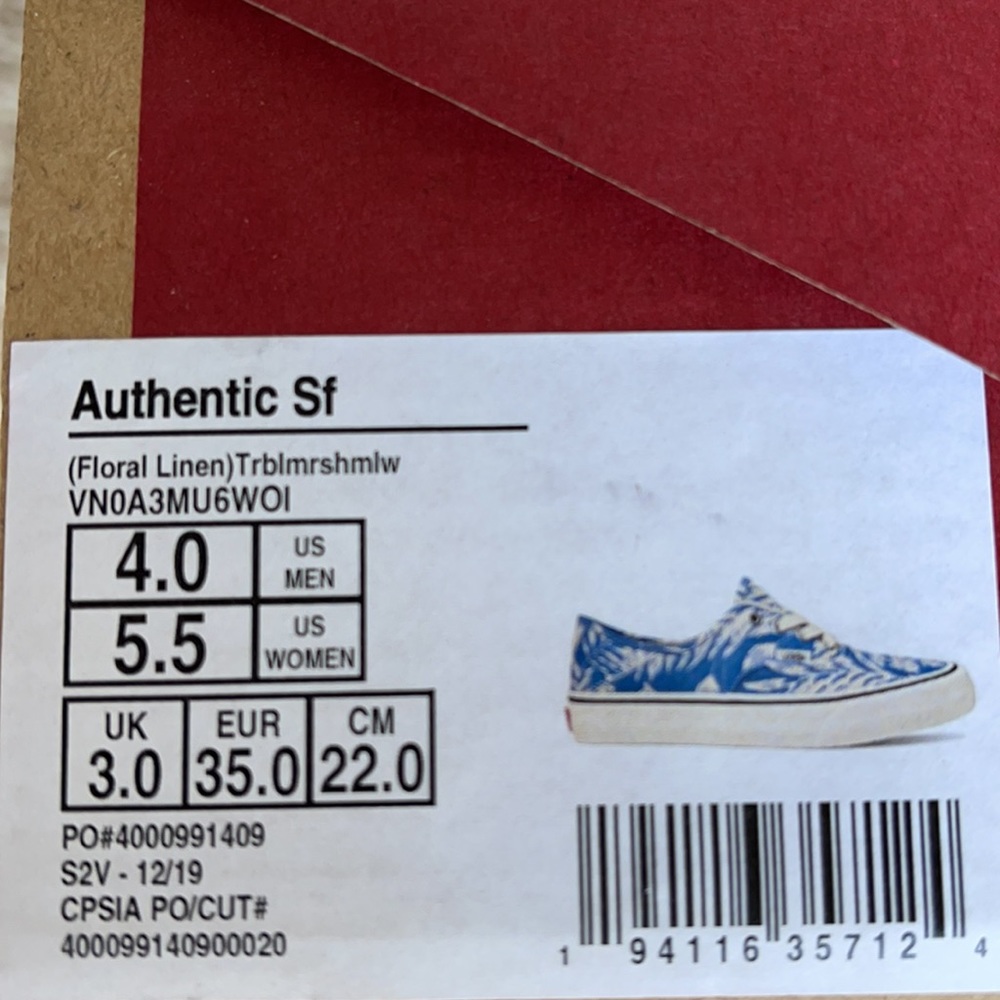 Authentic Sf
(Floral Linen)Trblmrshmlw
VN0A3MU6WOI
4.0 US MEN
5.5 US WOMEN
UK EUR CM
3.0 35.0 22.0
PO#4000991409
S2V - 12/19
CPSIA PO/CUT#
400099140900020
1 94116 35712 4